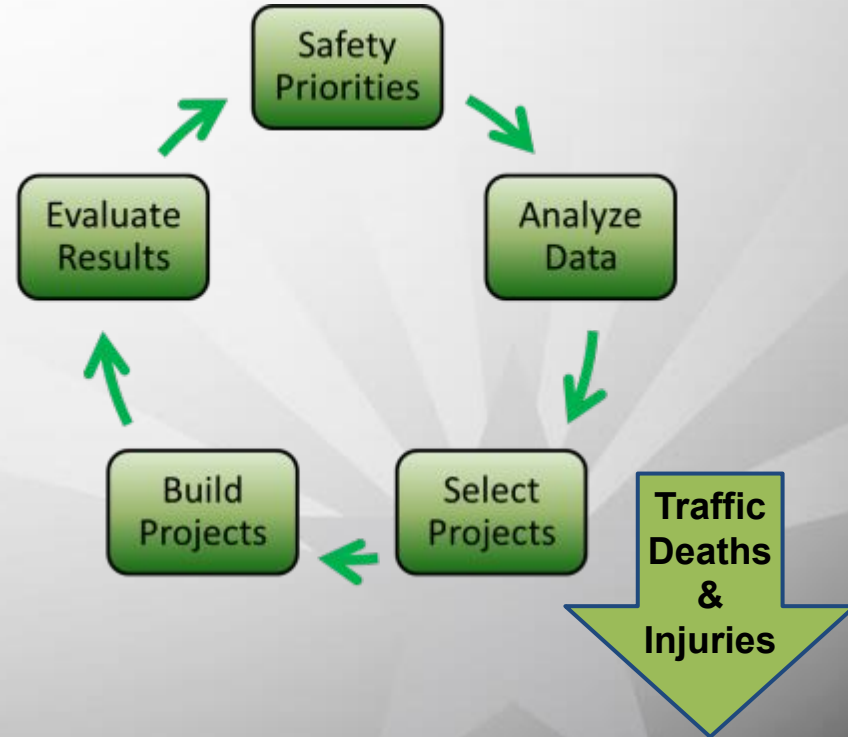 Safety
Priorities
Evaluate
Results
Analyze
Data
Build
Projects
Select
Projects
Traffic
Deaths
&
Injuries